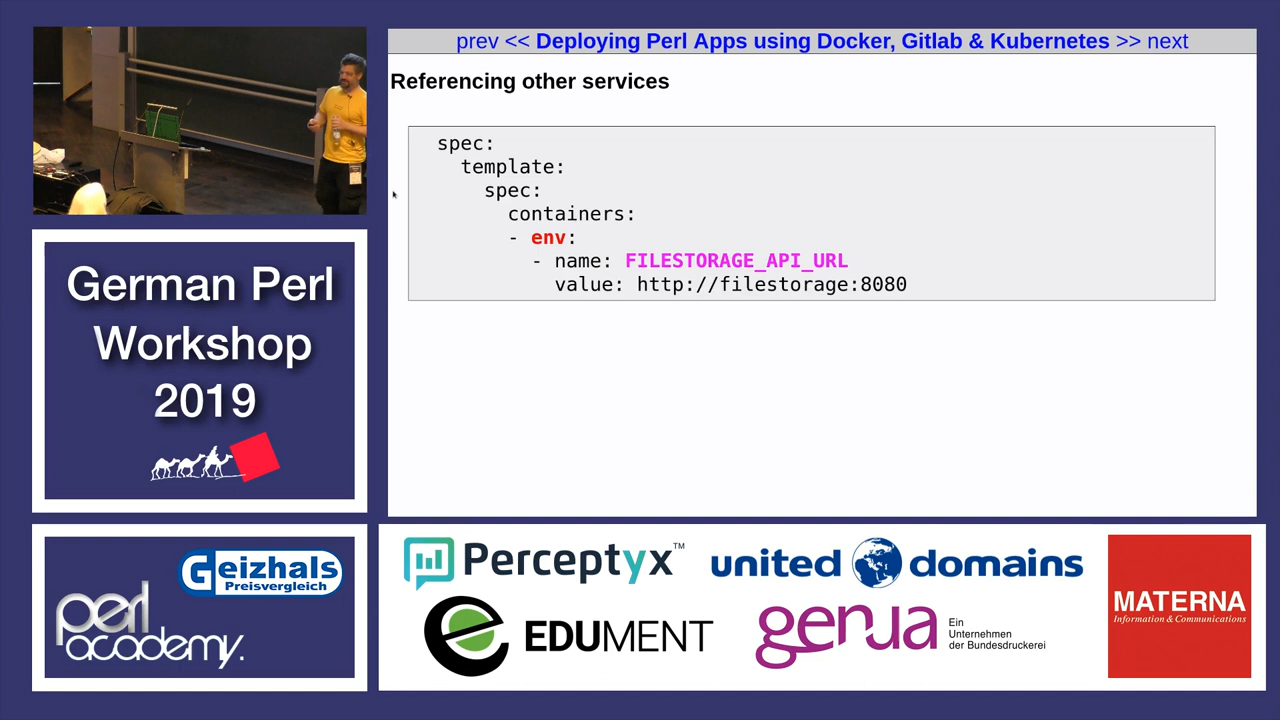 prev << Deploying Perl Apps using Docker, Gitlab & Kubernetes >> next
Referencing other services
spec:
template:
spec:
containers:
- env:
- name: FILESTORAGE_API_URL
value: http://filestorage:8080
German Perl
Workshop
2019
Geizhals
Preisvergleich
perl
academy.
Perceptyx™
united domains
EDUMENT
genua
Ein
Unternehmen
der Bundesdruckerei
MATERNA
Information & Communications